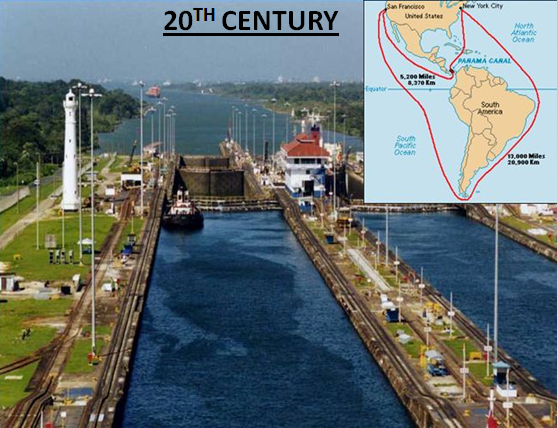 20TH CENTURY
San Francisco
New York City
United States
North
Atlantic
Ocean
PANAMA CANAL
5,200 Miles
8,370 Km
Equator
South
America
South
Pacific
Ocean
13,000 Miles
20,900 Km